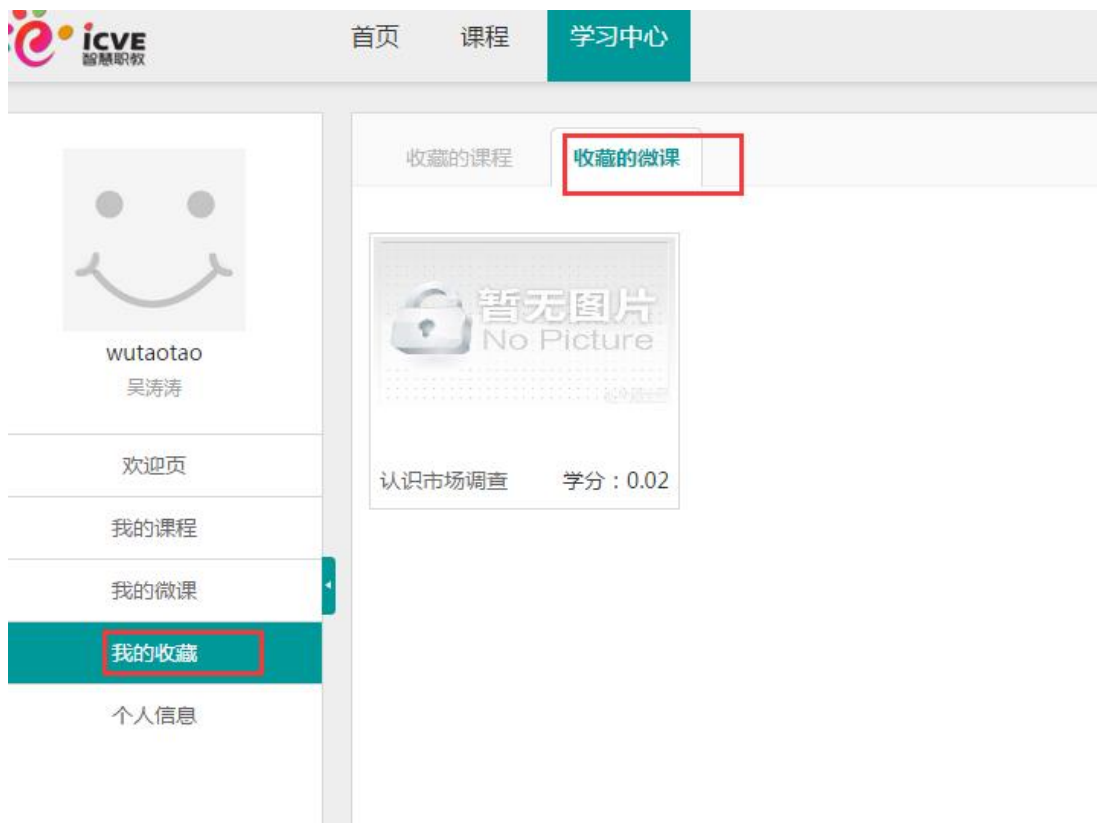 icve
智慧职教
首页 课程 学习中心
收藏的课程 收藏的微课
暂无图片
No Picture
wutaotao
吴涛涛
认识市场调查 学分：0.02
欢迎页
我的课程
我的微课
我的收藏
个人信息